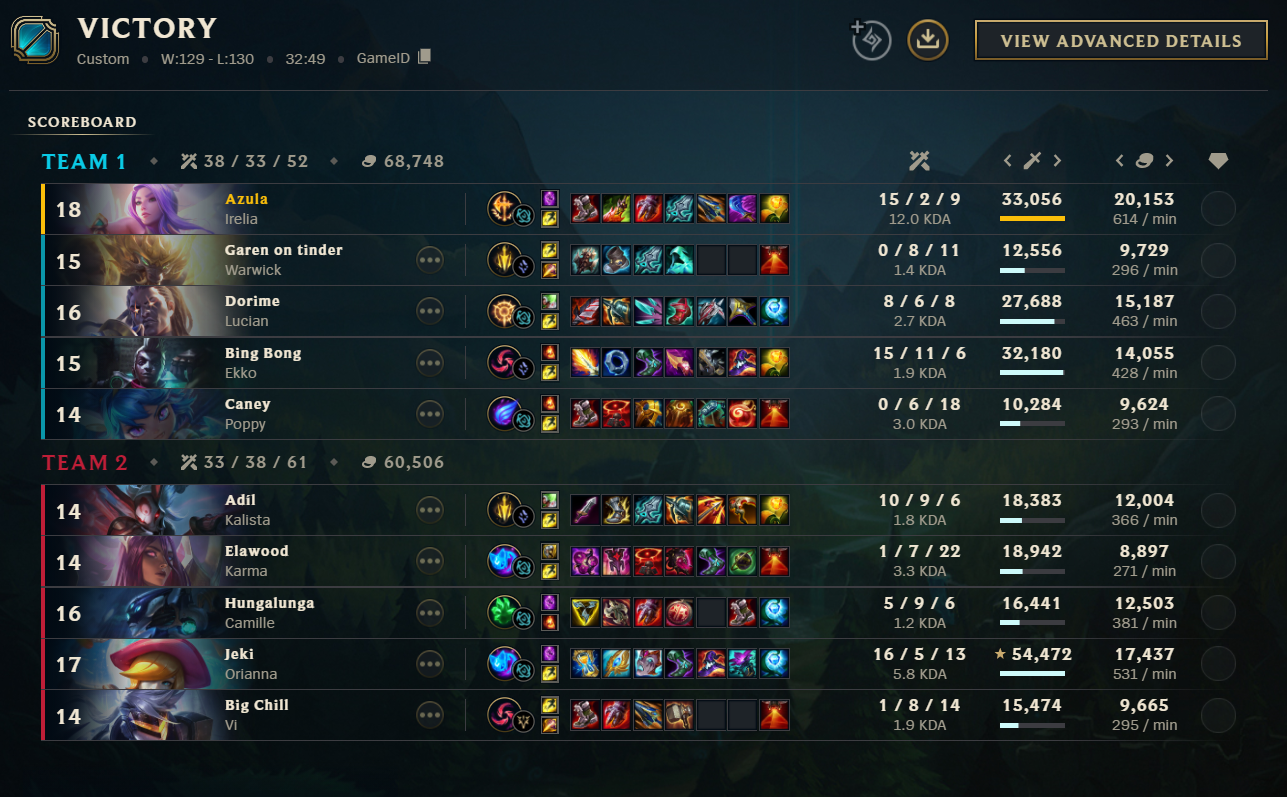 VICTORY
Custom • W:129 - L:130 • 32:49 • GameID
VIEW ADVANCED DETAILS
SCOREBOARD
TEAM 1 38 / 33 / 52 68,748
18 Azula 15 / 2 / 9 33,056 20,153
Irelia 12.0 KDA 614 / min
15 Garen on tinder 0 / 8 / 11 12,556 9,729
Warwick 1.4 KDA 296 / min
16 Dorime 8 / 6 / 8 27,688 15,187
Lucian 2.7 KDA 463 / min
15 Bing Bong 15 / 11 / 6 32,180 14,055
Ekko 1.9 KDA 428 / min
14 Caney 0 / 6 / 18 10,284 9,624
Poppy 3.0 KDA 293 / min
TEAM 2 33 / 38 / 61 60,506
14 Adíl 10 / 9 / 6 18,383 12,004
Kalista 1.8 KDA 366 / min
14 Elawood 1 / 7 / 22 18,942 8,897
Karma 3.3 KDA 271 / min
16 Hungalunga 5 / 9 / 6 16,441 12,503
Camille 1.2 KDA 381 / min
17 Jeki 16 / 5 / 13 54,472 17,437
Orianna 5.8 KDA 531 / min
14 Big Chill 1 / 8 / 14 15,474 9,665
Vi 1.9 KDA 295 / min